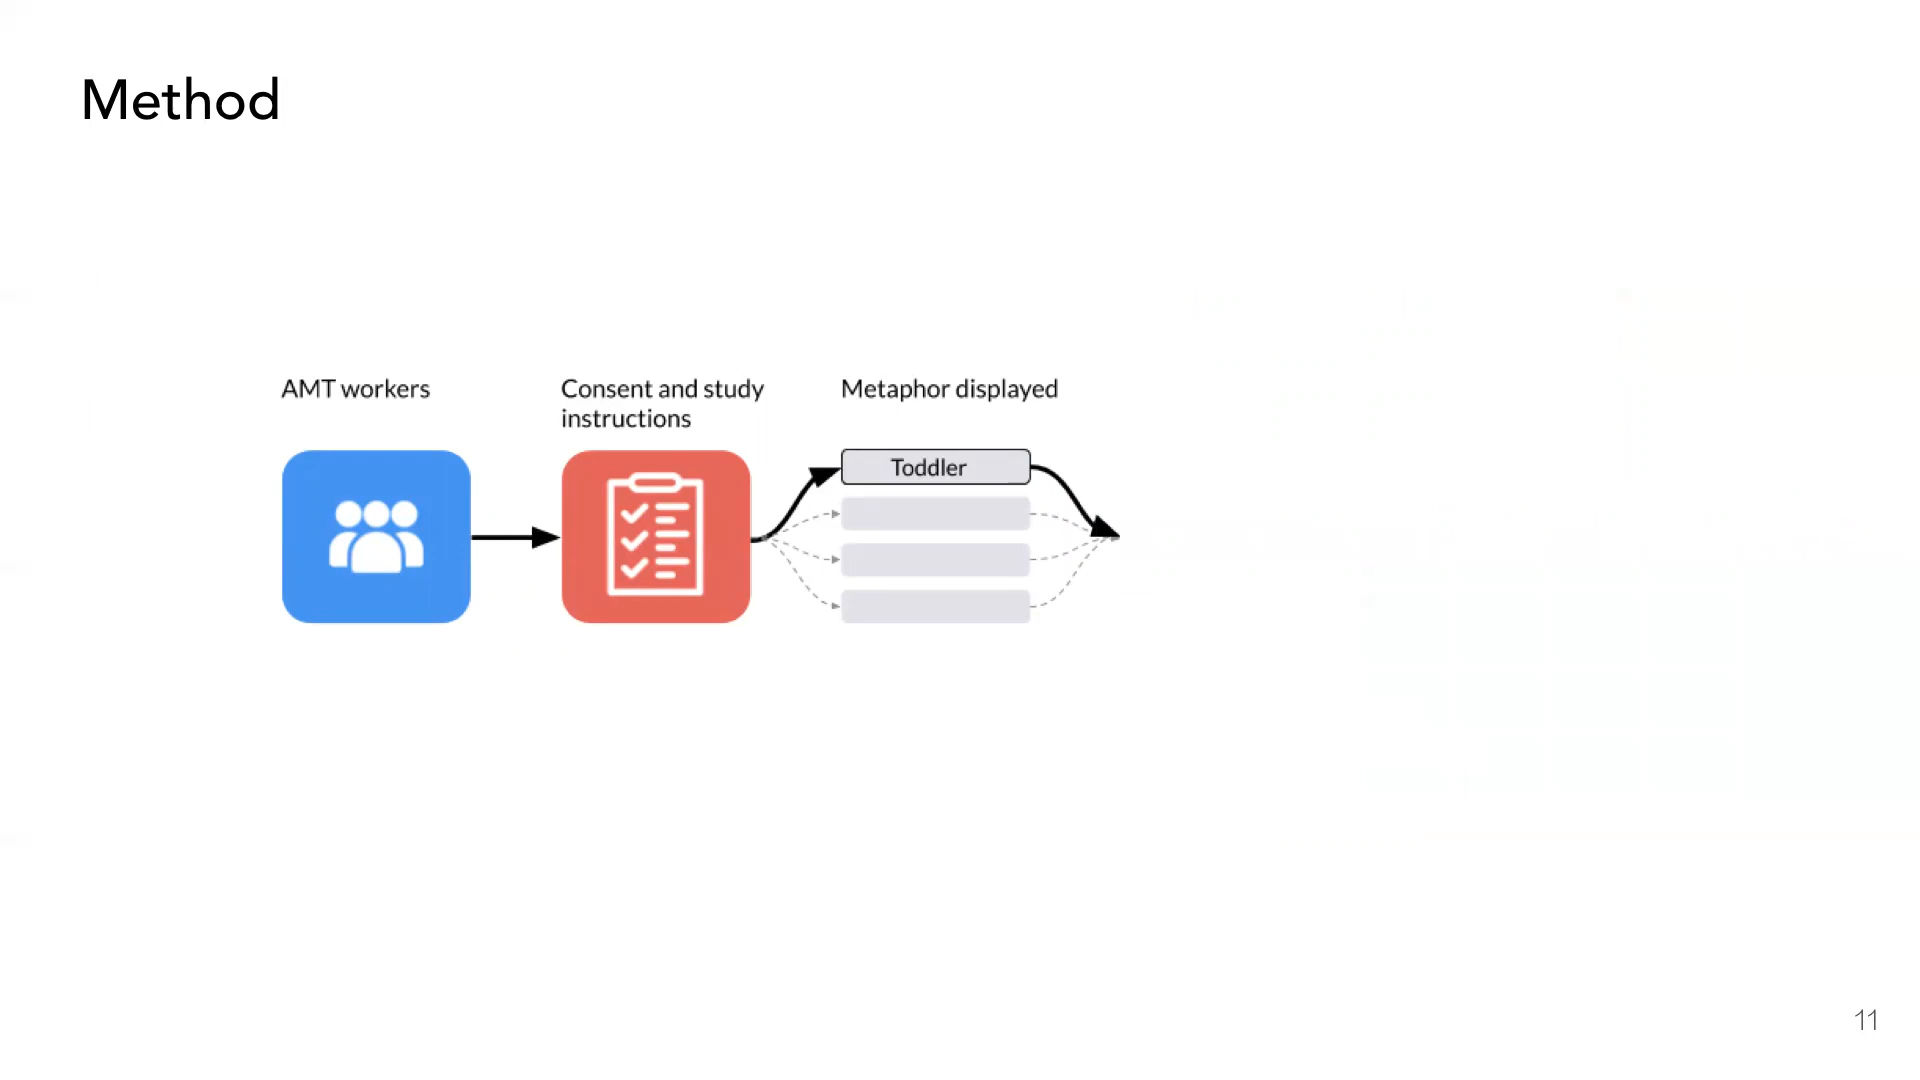 Method
AMT workers
Consent and study
instructions
Metaphor displayed
Toddler
11